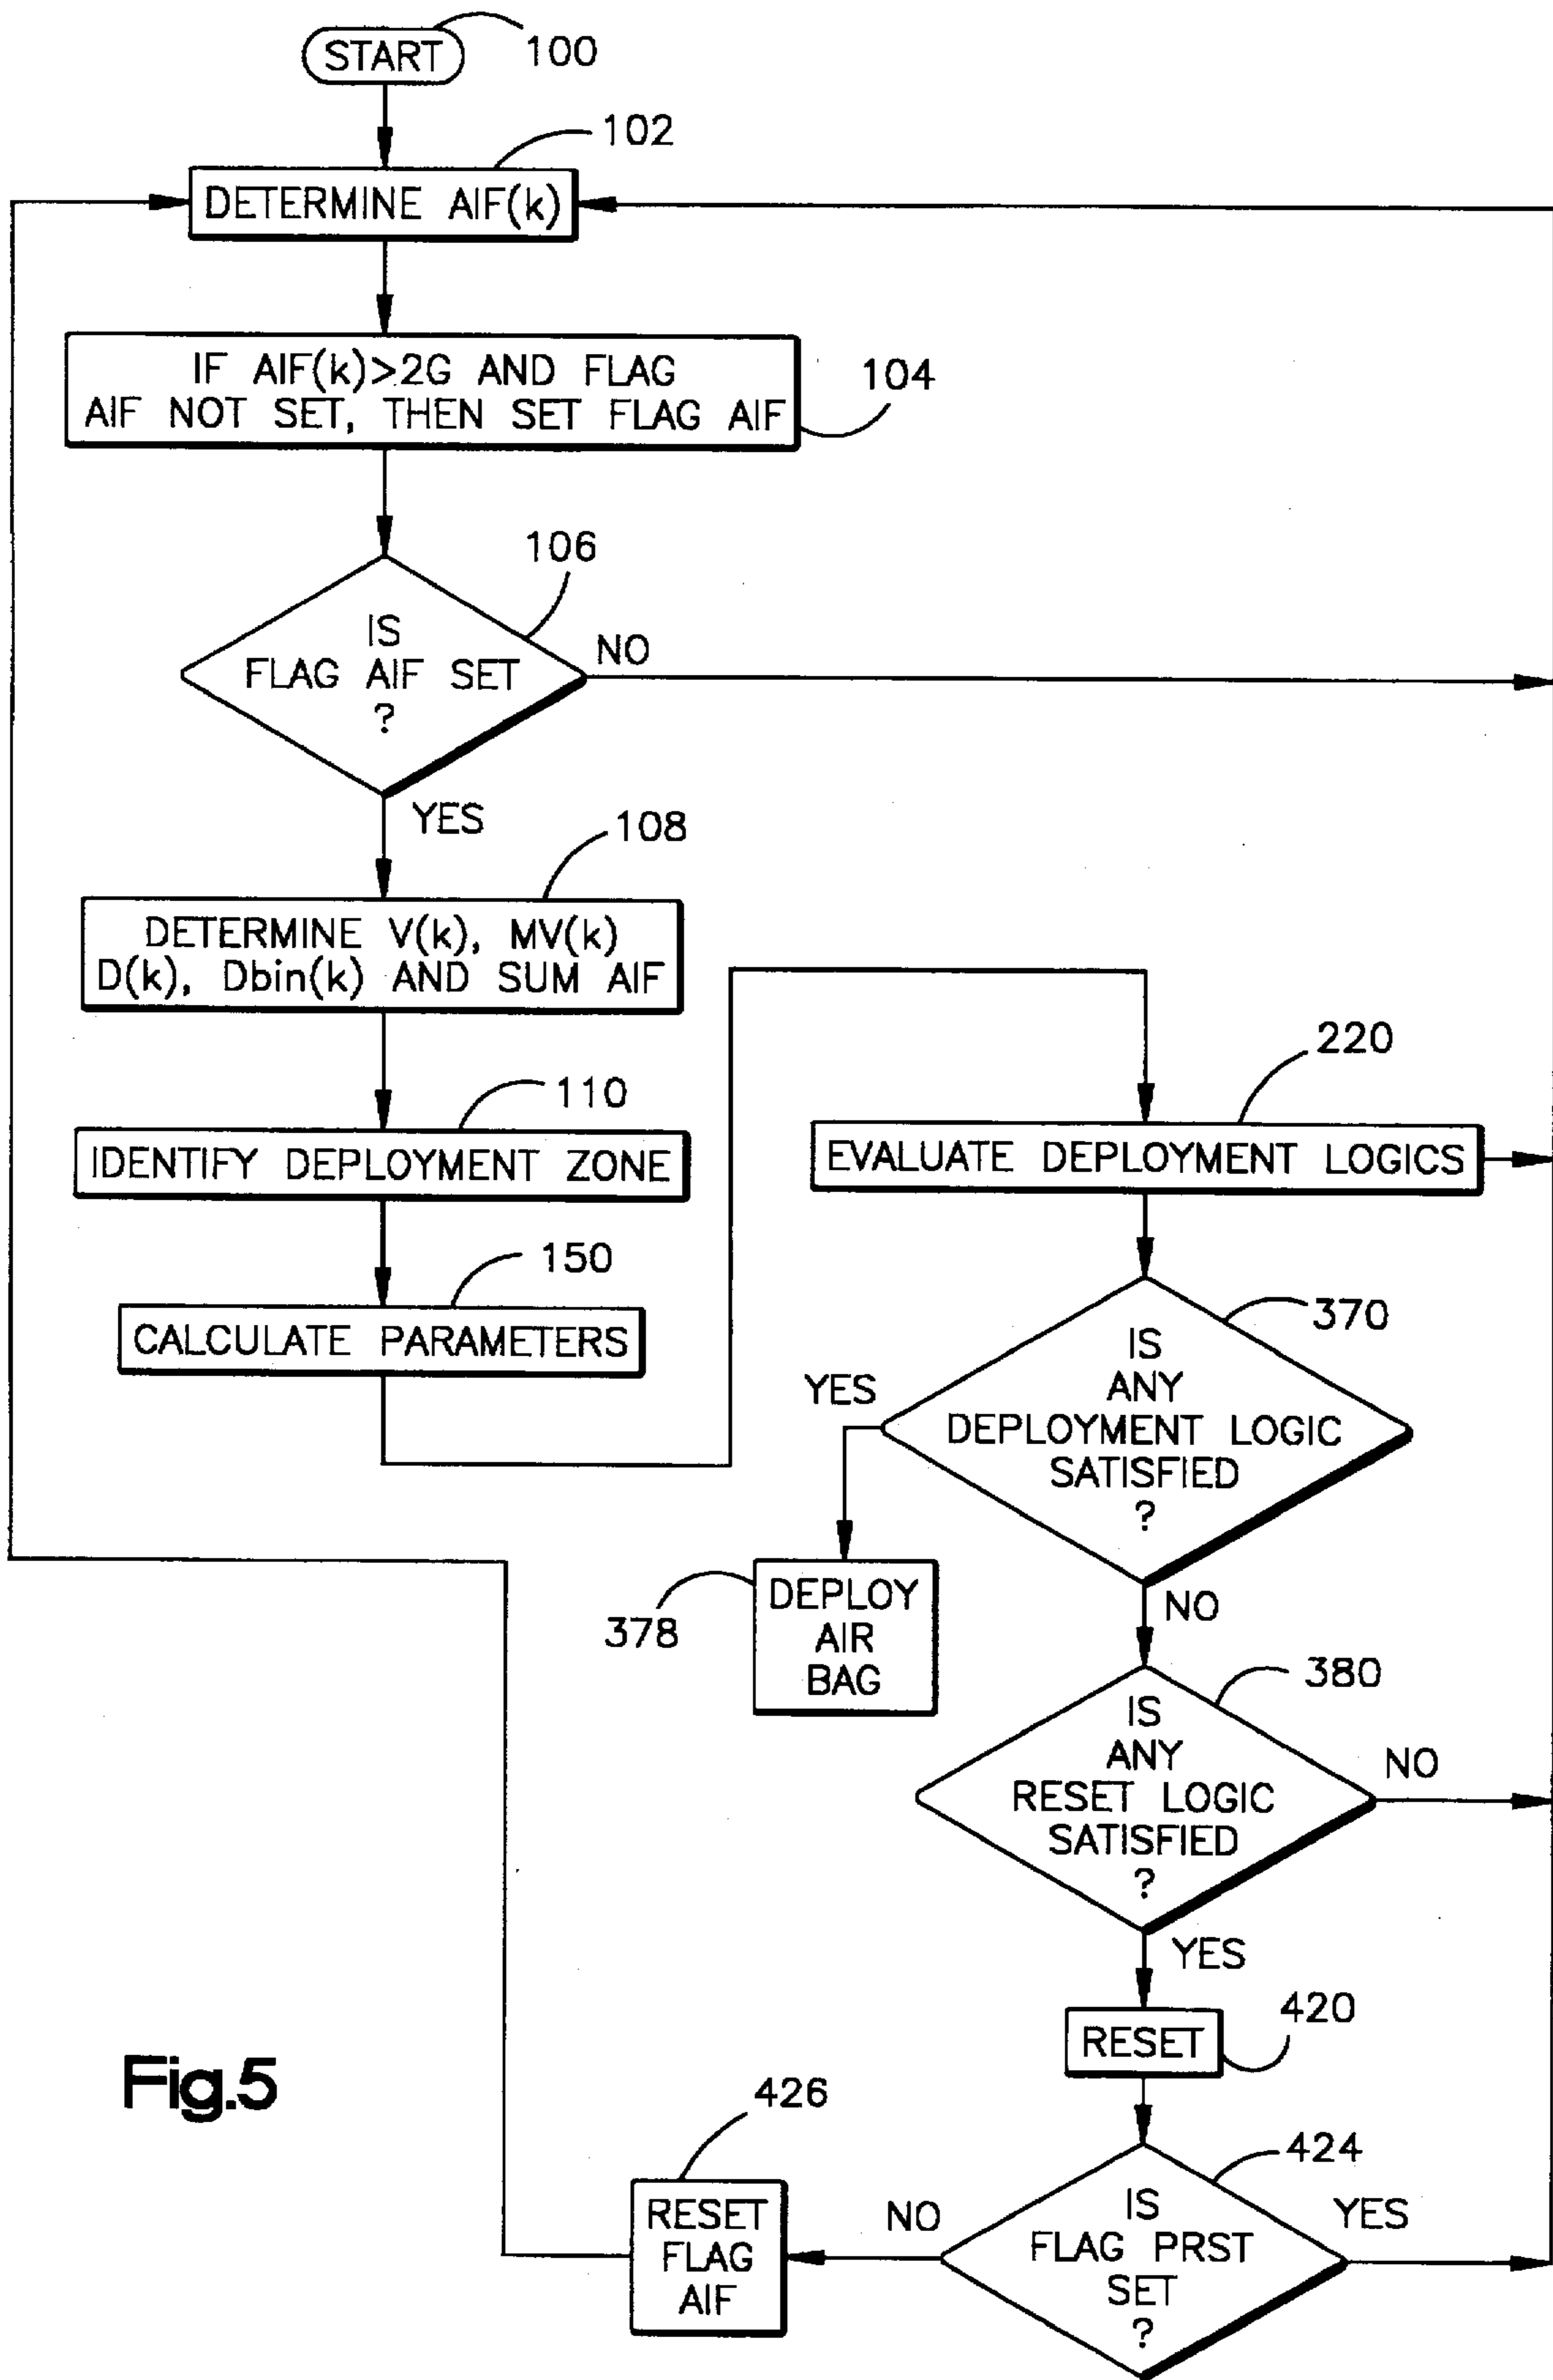 START
100
102
DETERMINE AIF(k)
IF AIF(k)>2G AND FLAG
AIF NOT SET, THEN SET FLAG AIF
104
106
IS
FLAG AIF SET
?
NO
YES
108
DETERMINE V(k), MV(k)
D(k), Dbin(k) AND SUM AIF
110
IDENTIFY DEPLOYMENT ZONE
150
CALCULATE PARAMETERS
220
EVALUATE DEPLOYMENT LOGICS
370
IS
ANY
DEPLOYMENT LOGIC
SATISFIED
?
YES
378
DEPLOY
AIR
BAG
NO
380
IS
ANY
RESET LOGIC
SATISFIED
?
NO
YES
RESET
420
424
IS
FLAG PRST
SET
?
YES
NO
426
RESET
FLAG
AIF
Fig.5